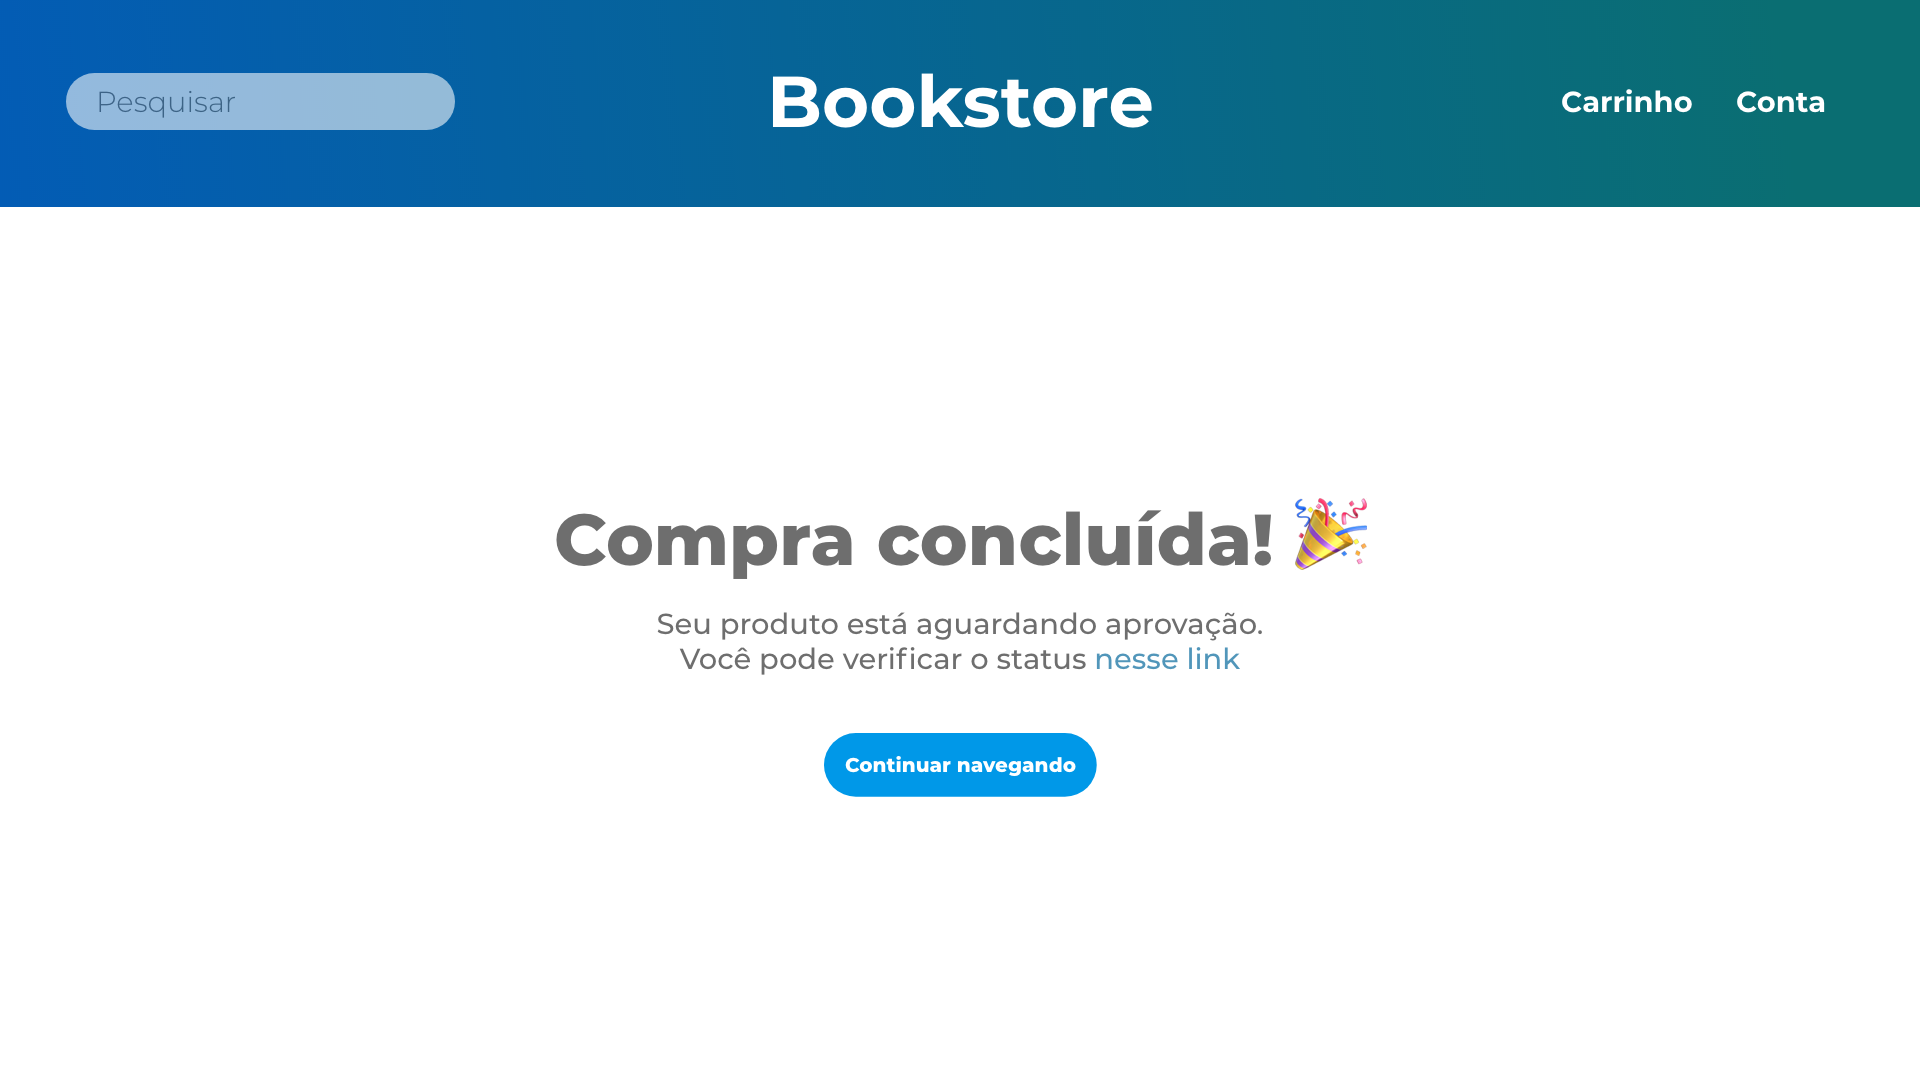 Pesquisar
Bookstore
Carrinho
Conta
Compra concluída! 🎉
Seu produto está aguardando aprovação.
Você pode verificar o status nesse link
Continuar navegando